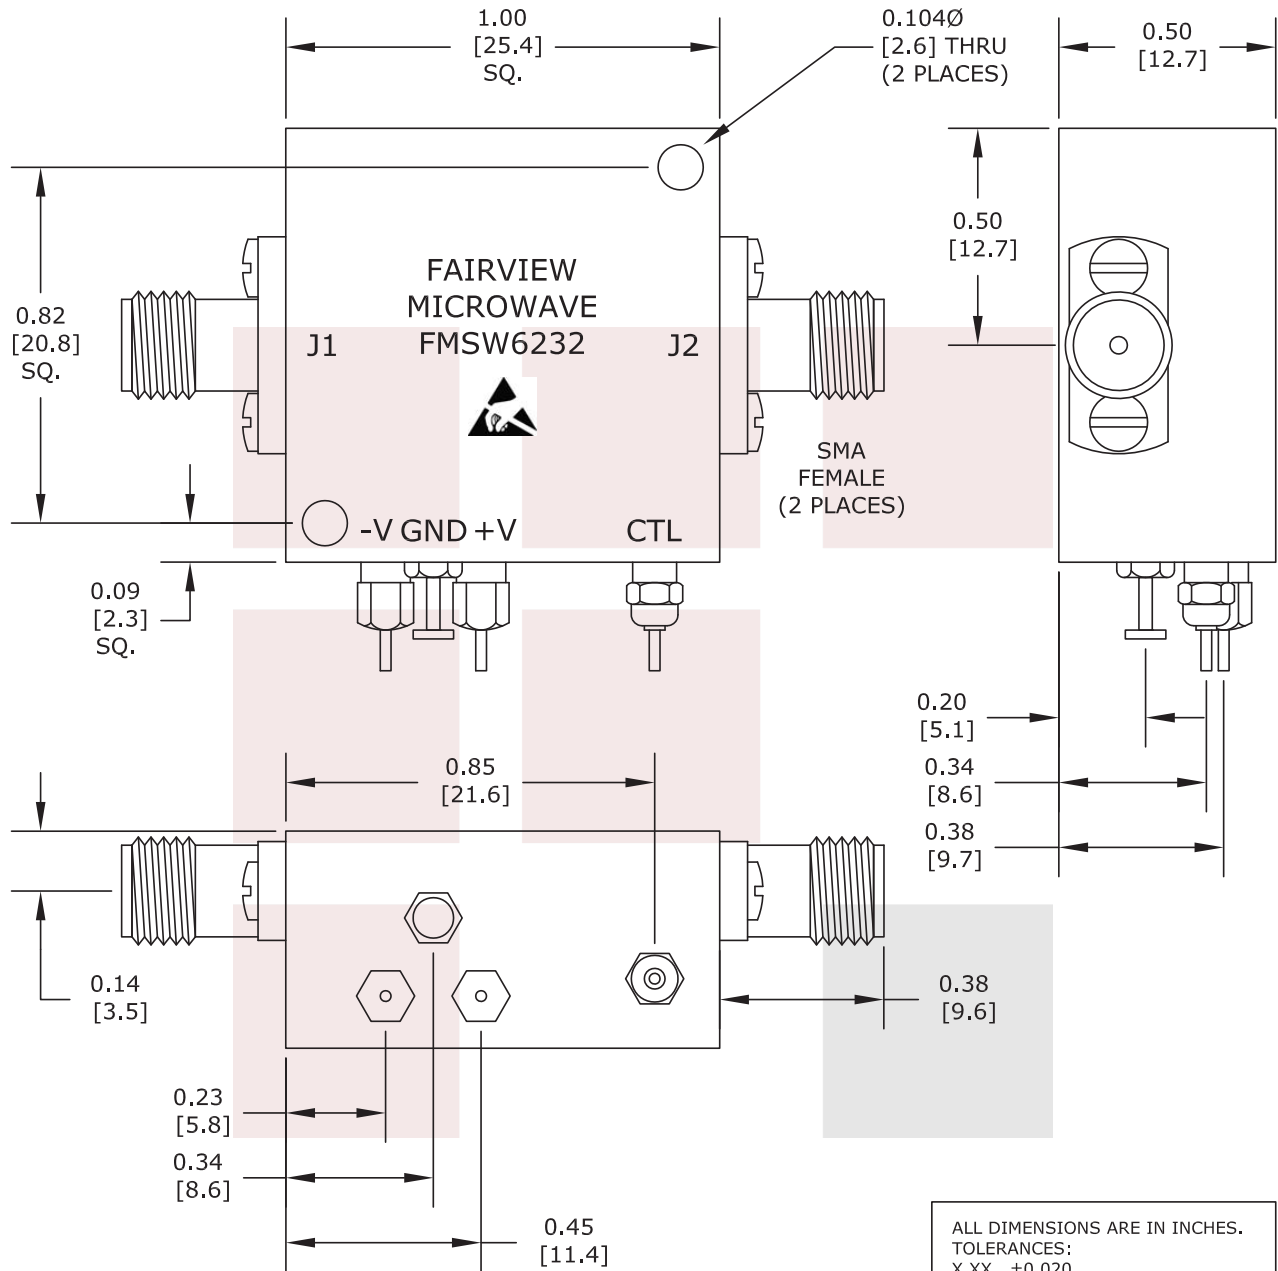 1.00
[25.4]
SQ.
0.104Ø
[2.6] THRU
(2 PLACES)
0.50
[12.7]
0.82
[20.8]
SQ.
FAIRVIEW
MICROWAVE
FMSW6232
J1
J2
0.50
[12.7]
SMA
FEMALE
(2 PLACES)
-V GND +V
CTL
0.09
[2.3]
SQ.
0.20
[5.1]
0.34
[8.6]
0.38
[9.7]
0.85
[21.6]
0.14
[3.5]
0.38
[9.6]
0.23
[5.8]
0.34
[8.6]
0.45
[11.4]
ALL DIMENSIONS ARE IN INCHES.
TOLERANCES:
X.XX ±0.020